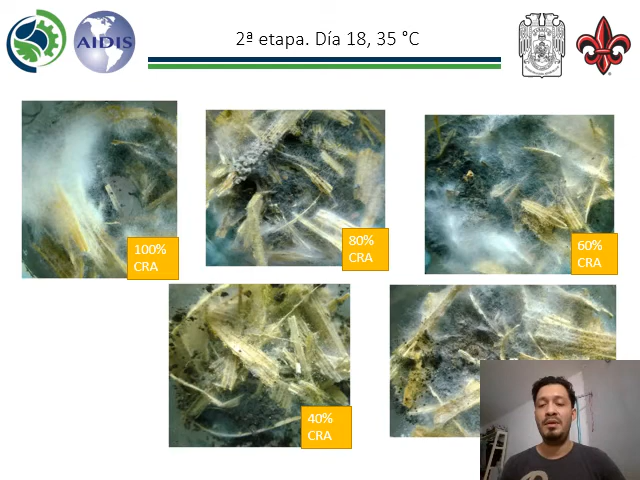 AIDIS
2ª etapa. Día 18, 35 °C
100%
CRA
80%
CRA
60%
CRA
40%
CRA